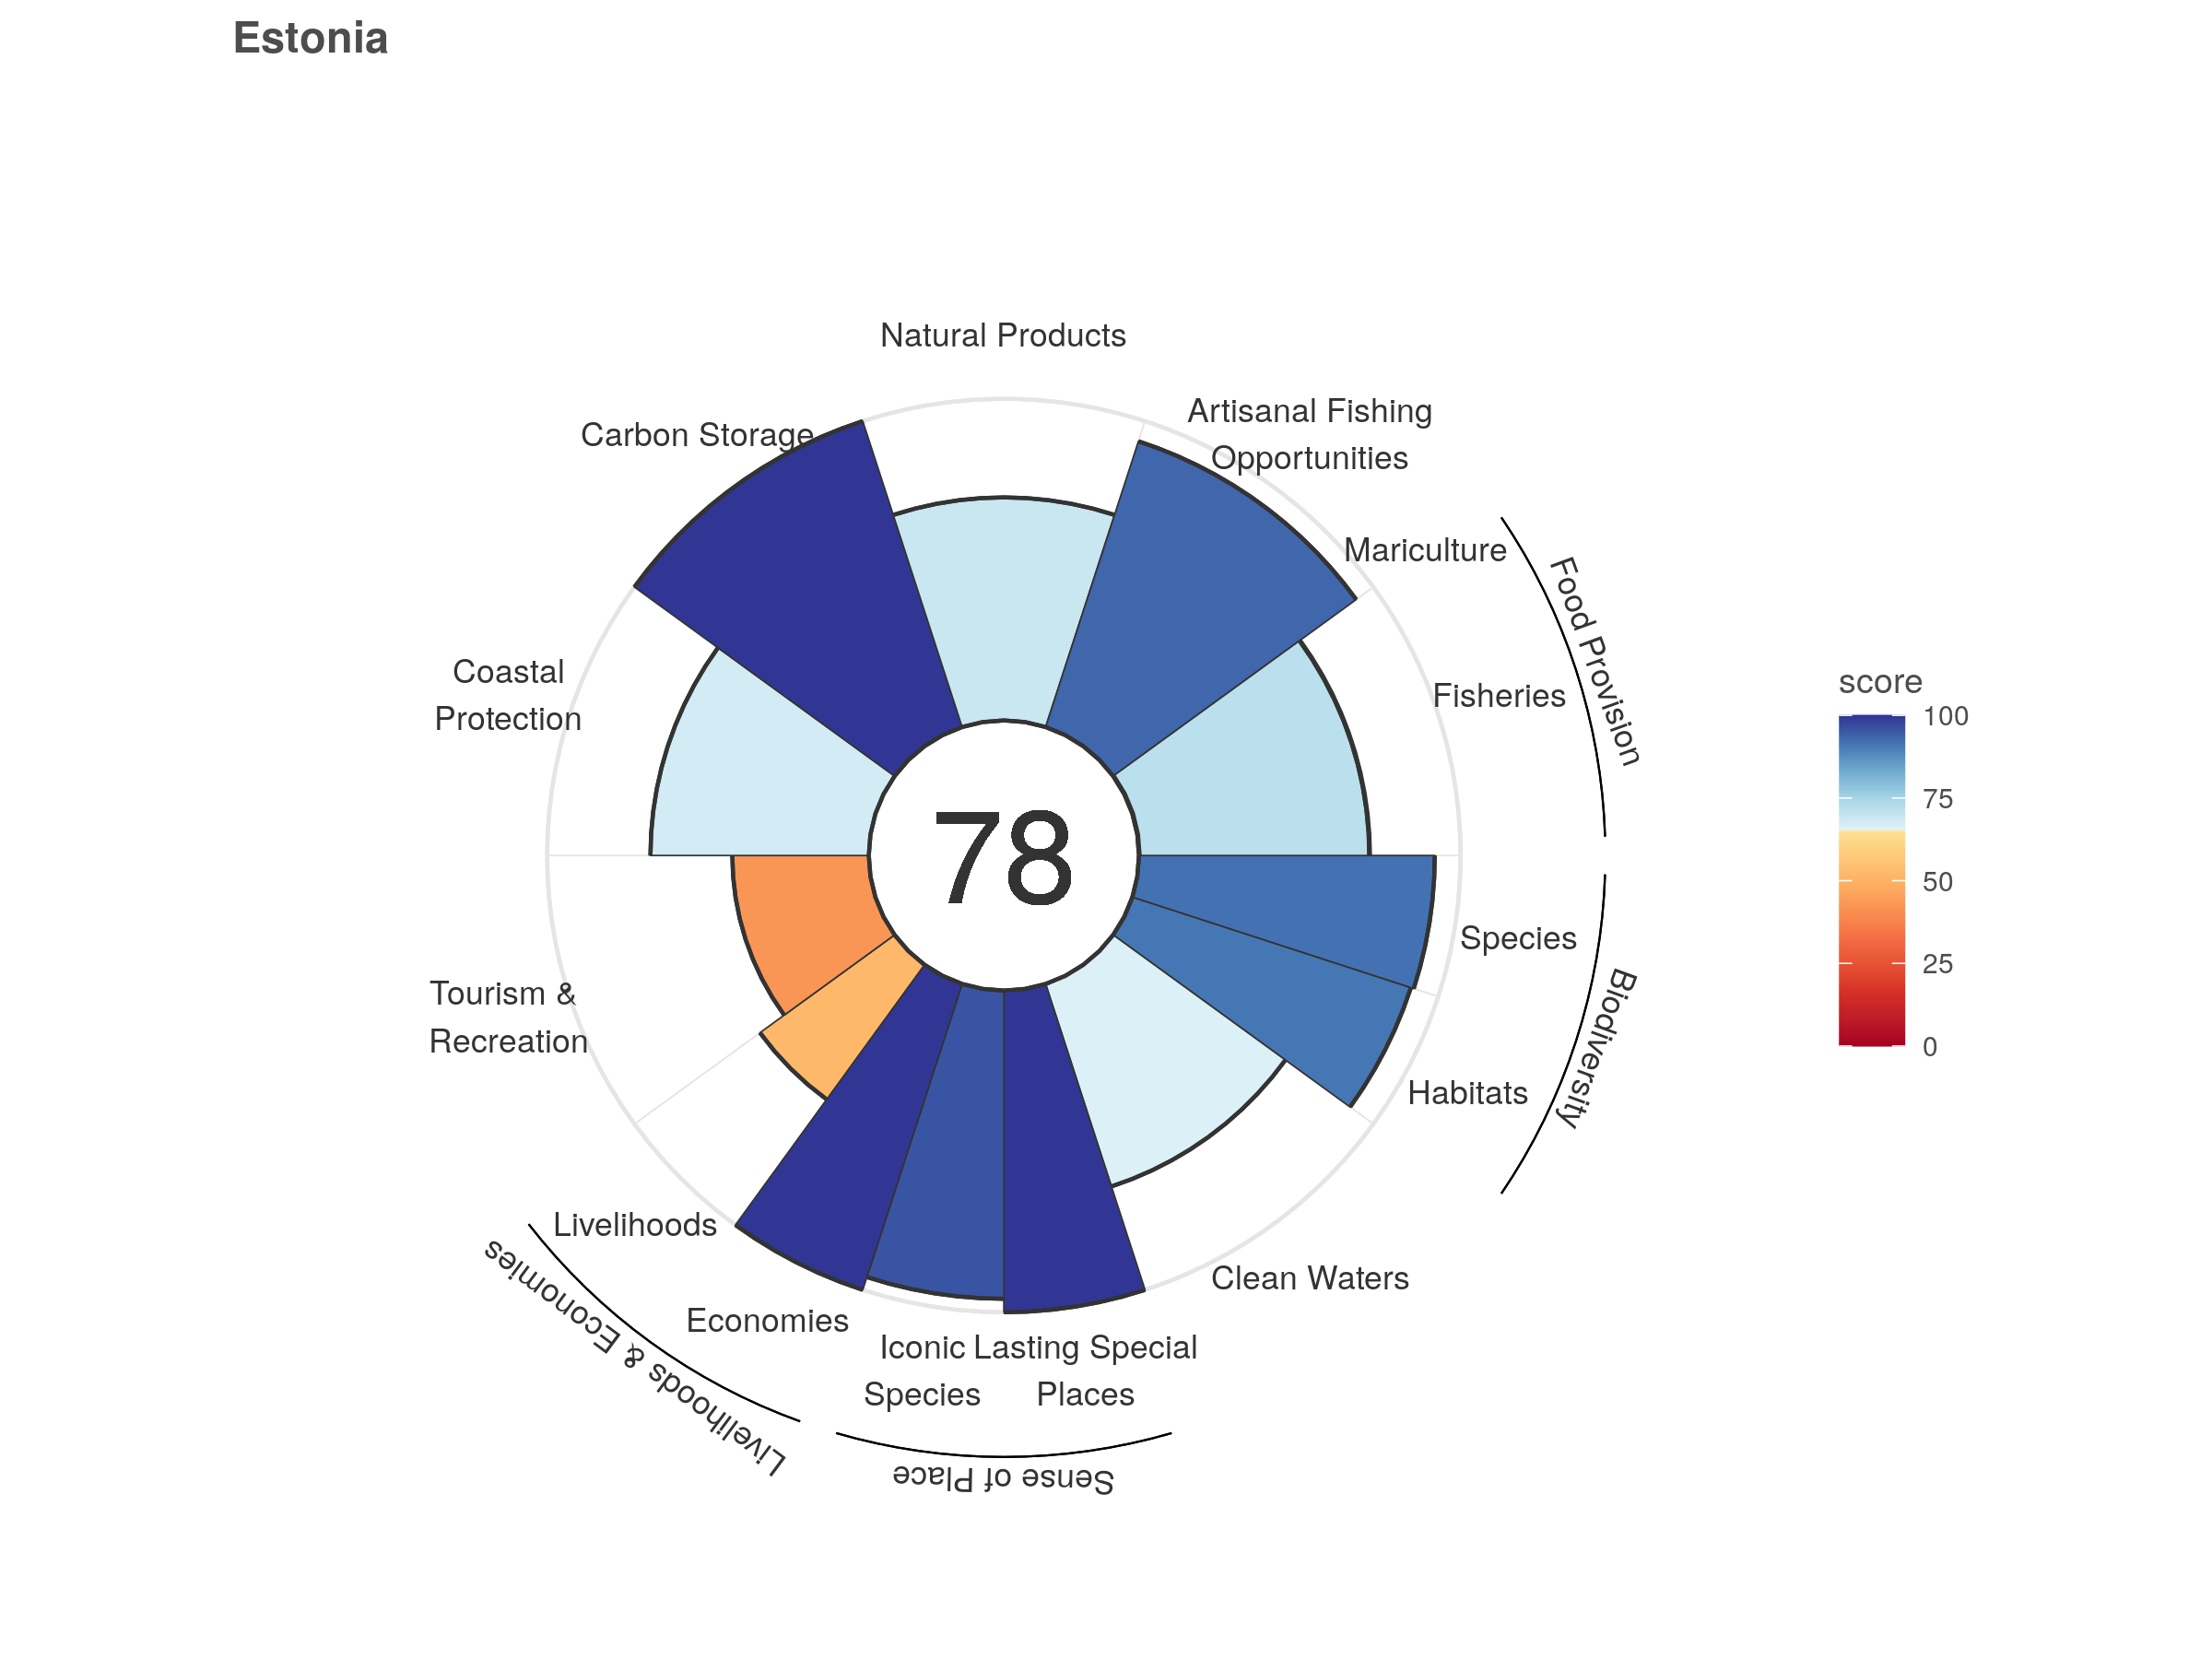 Estonia
Natural Products
Artisanal Fishing
Opportunities
Carbon Storage
Mariculture
Food Provision
Fisheries
Coastal
Protection
score
100
75
50
25
0
78
Species
Biodiversity
Habitats
Tourism &
Recreation
Livelihoods
Clean Waters
Economies
Iconic
Species
Lasting Special
Places
Livelihoods & Economies
Sense of Place